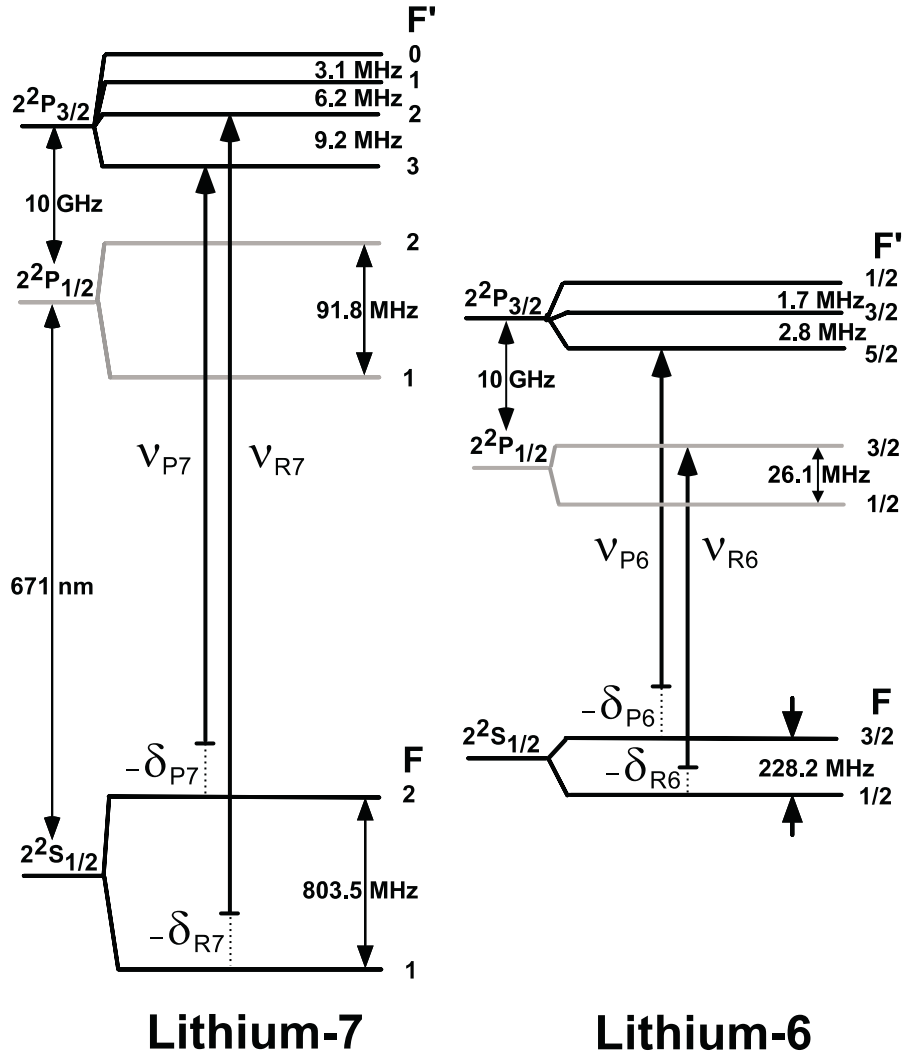 F'
0
3.1 MHz
1
6.2 MHz
2
2²P3/2
9.2 MHz
3
10 GHz
2
2²P1/2
91.8 MHz
1
νP7
νR7
671 nm
−δP7
F
2
2²S1/2
803.5 MHz
−δR7
1
Lithium-7
F'
1/2
2²P3/2
1.7 MHz
3/2
2.8 MHz
5/2
10 GHz
2²P1/2
3/2
26.1 MHz
1/2
νP6
νR6
−δP6
F
2²S1/2
3/2
−δR6
228.2 MHz
1/2
Lithium-6